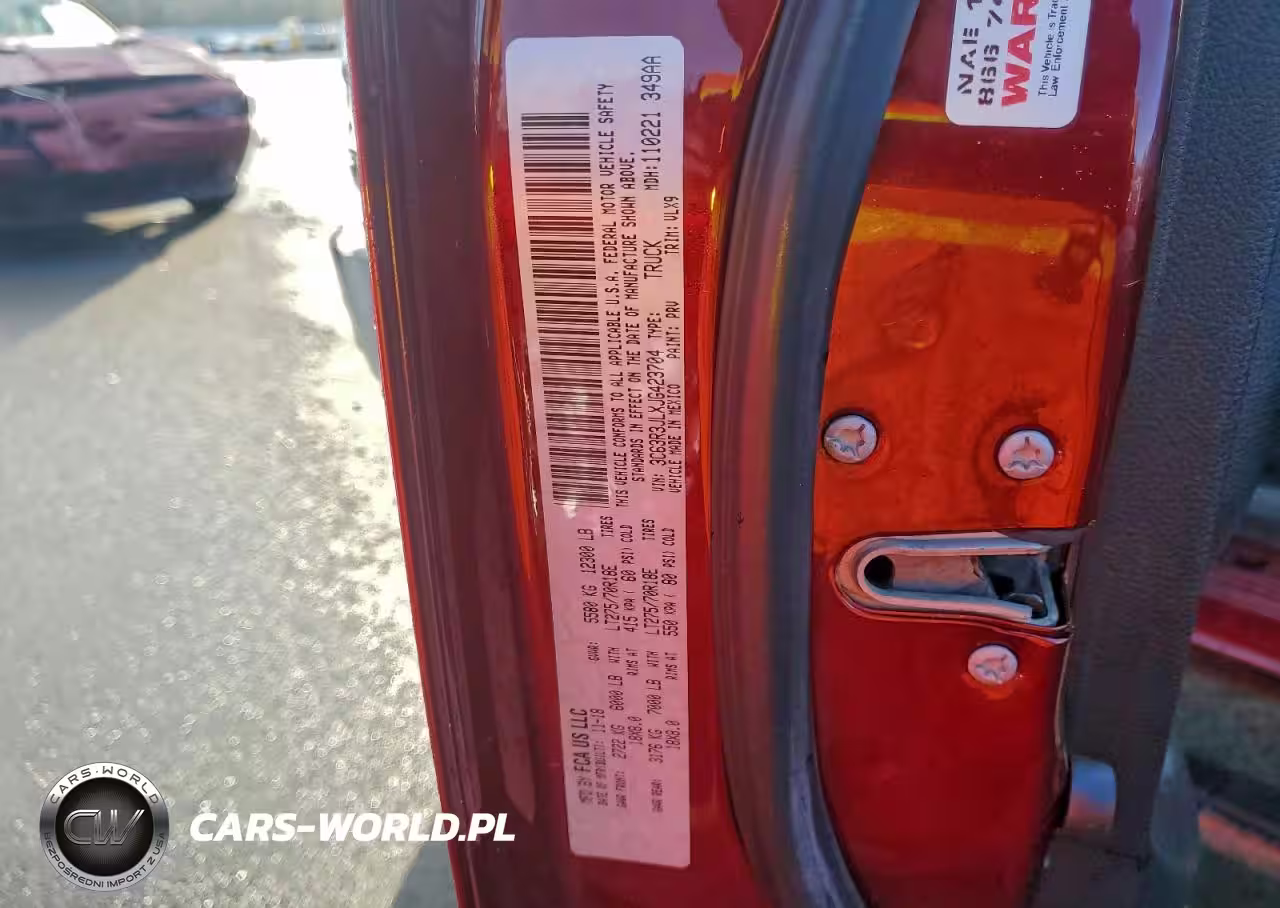 MFD BY FCA US LLC
DATE OF MFR(BUILT): 11-18 GVWR: 5580 KG 12300 LB
GAWR FRONT: 2722 KG 6000 LB WITH LT275/70R18E TIRES
18X8.0 RIMS AT 415 KPA( 60 PSI) COLD
GAWR REAR: 3176 KG 7000 LB WITH LT275/70R18E TIRES
18X8.0 RIMS AT 550 KPA( 80 PSI) COLD
THIS VEHICLE CONFORMS TO ALL APPLICABLE U.S.A. FEDERAL MOTOR VEHICLE SAFETY
STANDARDS IN EFFECT ON THE DATE OF MANUFACTURE SHOWN ABOVE.
VIN: 3C63R3JLXJG423704 TYPE: TRUCK MDH: 110221 349AA
VEHICLE MADE IN MEXICO PAINT: PRV TRIM: VLX9
NAE
866
WAR
This Vehicle is Trac
Law Enforcement
CARS-WORLD
CW
BEZPOŚREDNI IMPORT Z USA
CARS-WORLD.PL